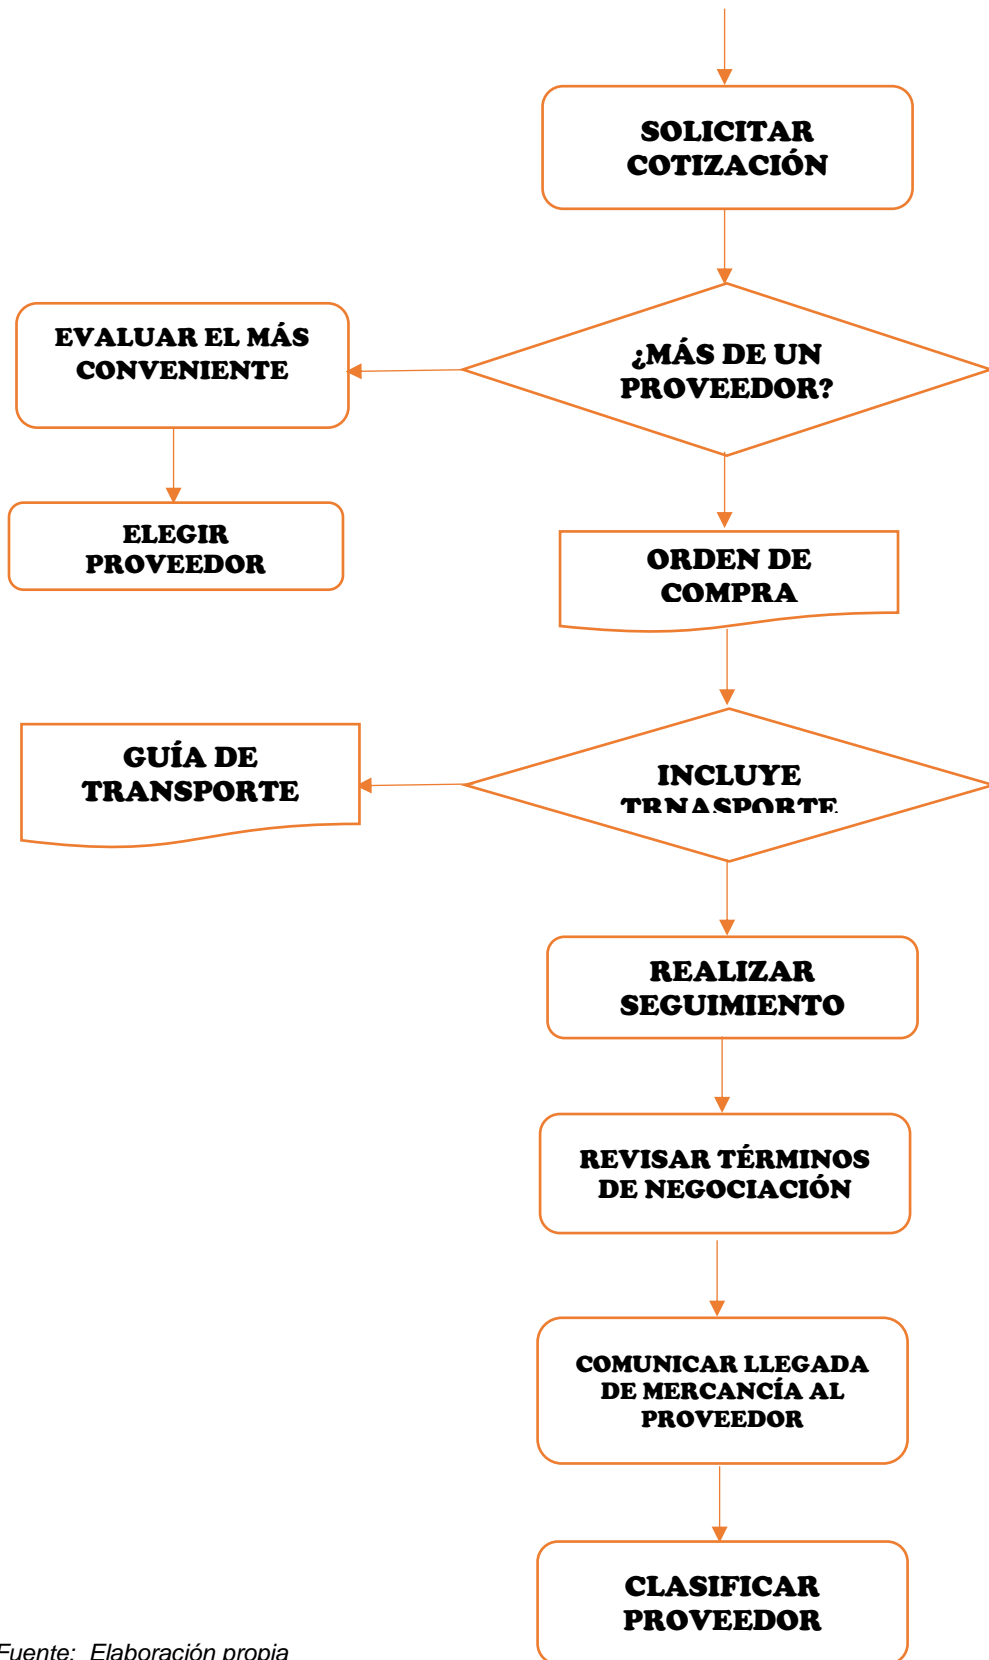 SOLICITAR
COTIZACIÓN
¿MÁS DE UN
PROVEEDOR?
EVALUAR EL MÁS
CONVENIENTE
ELEGIR
PROVEEDOR
ORDEN DE
COMPRA
INCLUYE
TRNASPORTE
GUÍA DE
TRANSPORTE
REALIZAR
SEGUIMIENTO
REVISAR TÉRMINOS
DE NEGOCIACIÓN
COMUNICAR LLEGADA
DE MERCANCÍA AL
PROVEEDOR
CLASIFICAR
PROVEEDOR
Fuente: Elaboración propia